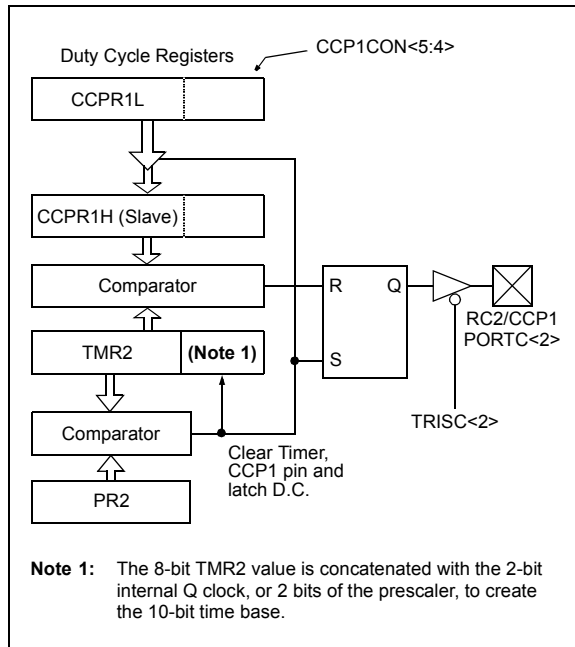 Duty Cycle Registers
CCP1CON<5:4>
CCPR1L
CCPR1H (Slave)
Comparator
R
Q
RC2/CCP1
PORTC<2>
TMR2
(Note 1)
S
TRISC<2>
Comparator
Clear Timer,
CCP1 pin and
latch D.C.
PR2
Note 1: The 8-bit TMR2 value is concatenated with the 2-bit
internal Q clock, or 2 bits of the prescaler, to create
the 10-bit time base.